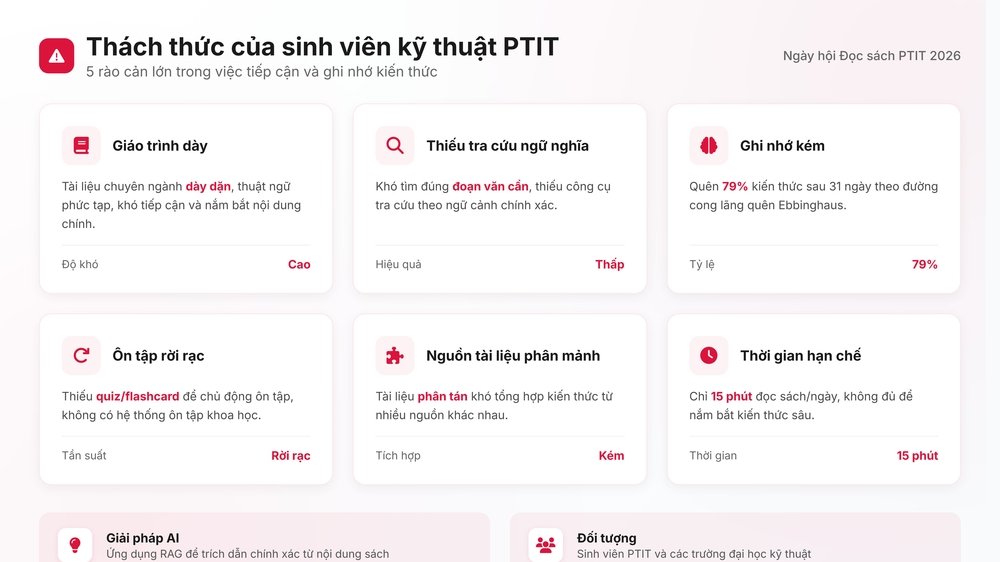 Thách thức của sinh viên kỹ thuật PTIT
5 rào cản lớn trong việc tiếp cận và ghi nhớ kiến thức
Ngày hội Đọc sách PTIT 2026
Giáo trình dày
Tài liệu chuyên ngành dày dặn, thuật ngữ
phức tạp, khó tiếp cận và nắm bắt nội dung
chính.
Độ khó
Cao
Thiếu tra cứu ngữ nghĩa
Khó tìm đúng đoạn văn cần, thiếu công cụ
tra cứu theo ngữ cảnh chính xác.
Hiệu quả
Thấp
Ghi nhớ kém
Quên 79% kiến thức sau 31 ngày theo đường
cong lãng quên Ebbinghaus.
Tỷ lệ
79%
Ôn tập rời rạc
Thiếu quiz/flashcard để chủ động ôn tập,
không có hệ thống ôn tập khoa học.
Tần suất
Rời rạc
Nguồn tài liệu phân mảnh
Tài liệu phân tán khó tổng hợp kiến thức từ
nhiều nguồn khác nhau.
Tích hợp
Kém
Thời gian hạn chế
Chỉ 15 phút đọc sách/ngày, không đủ để
nắm bắt kiến thức sâu.
Thời gian
15 phút
Giải pháp AI
Ứng dụng RAG để trích dẫn chính xác từ nội dung sách
Đối tượng
Sinh viên PTIT và các trường đại học kỹ thuật